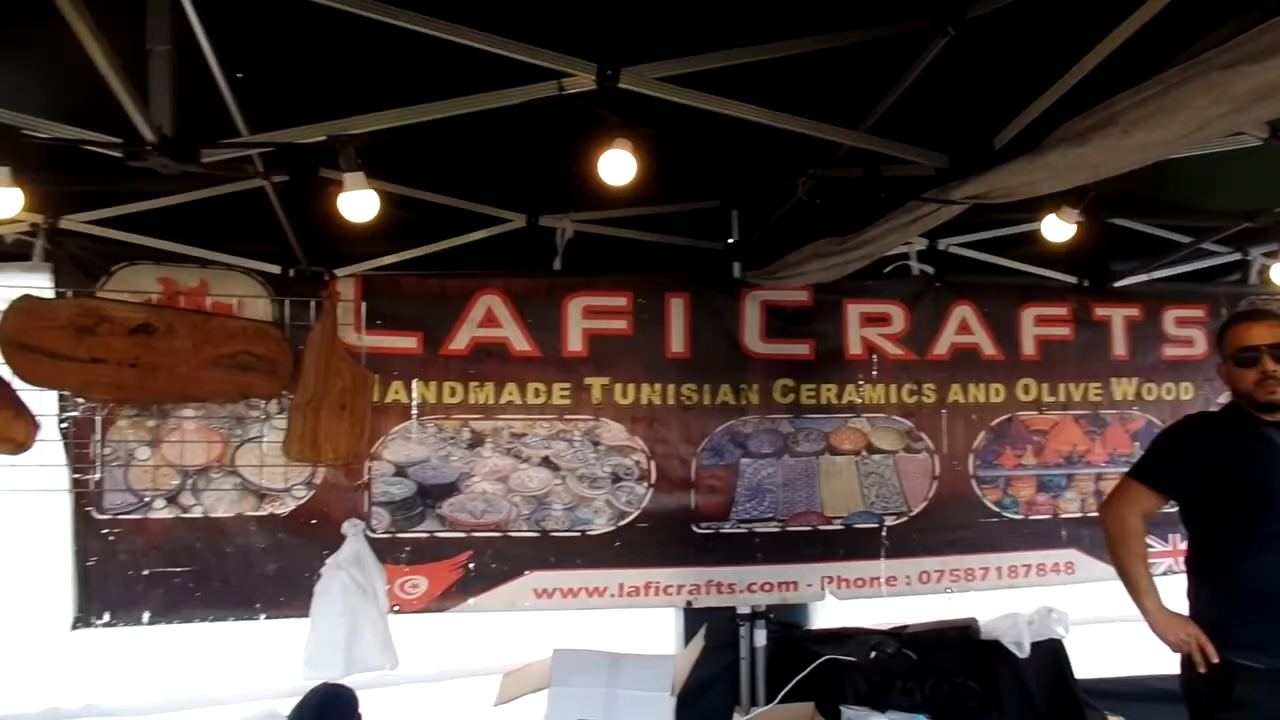 LAFI CRAFTS
HANDMADE TUNISIAN CERAMICS AND OLIVE WOOD
www.laficrafts.com - Phone : 07587187848